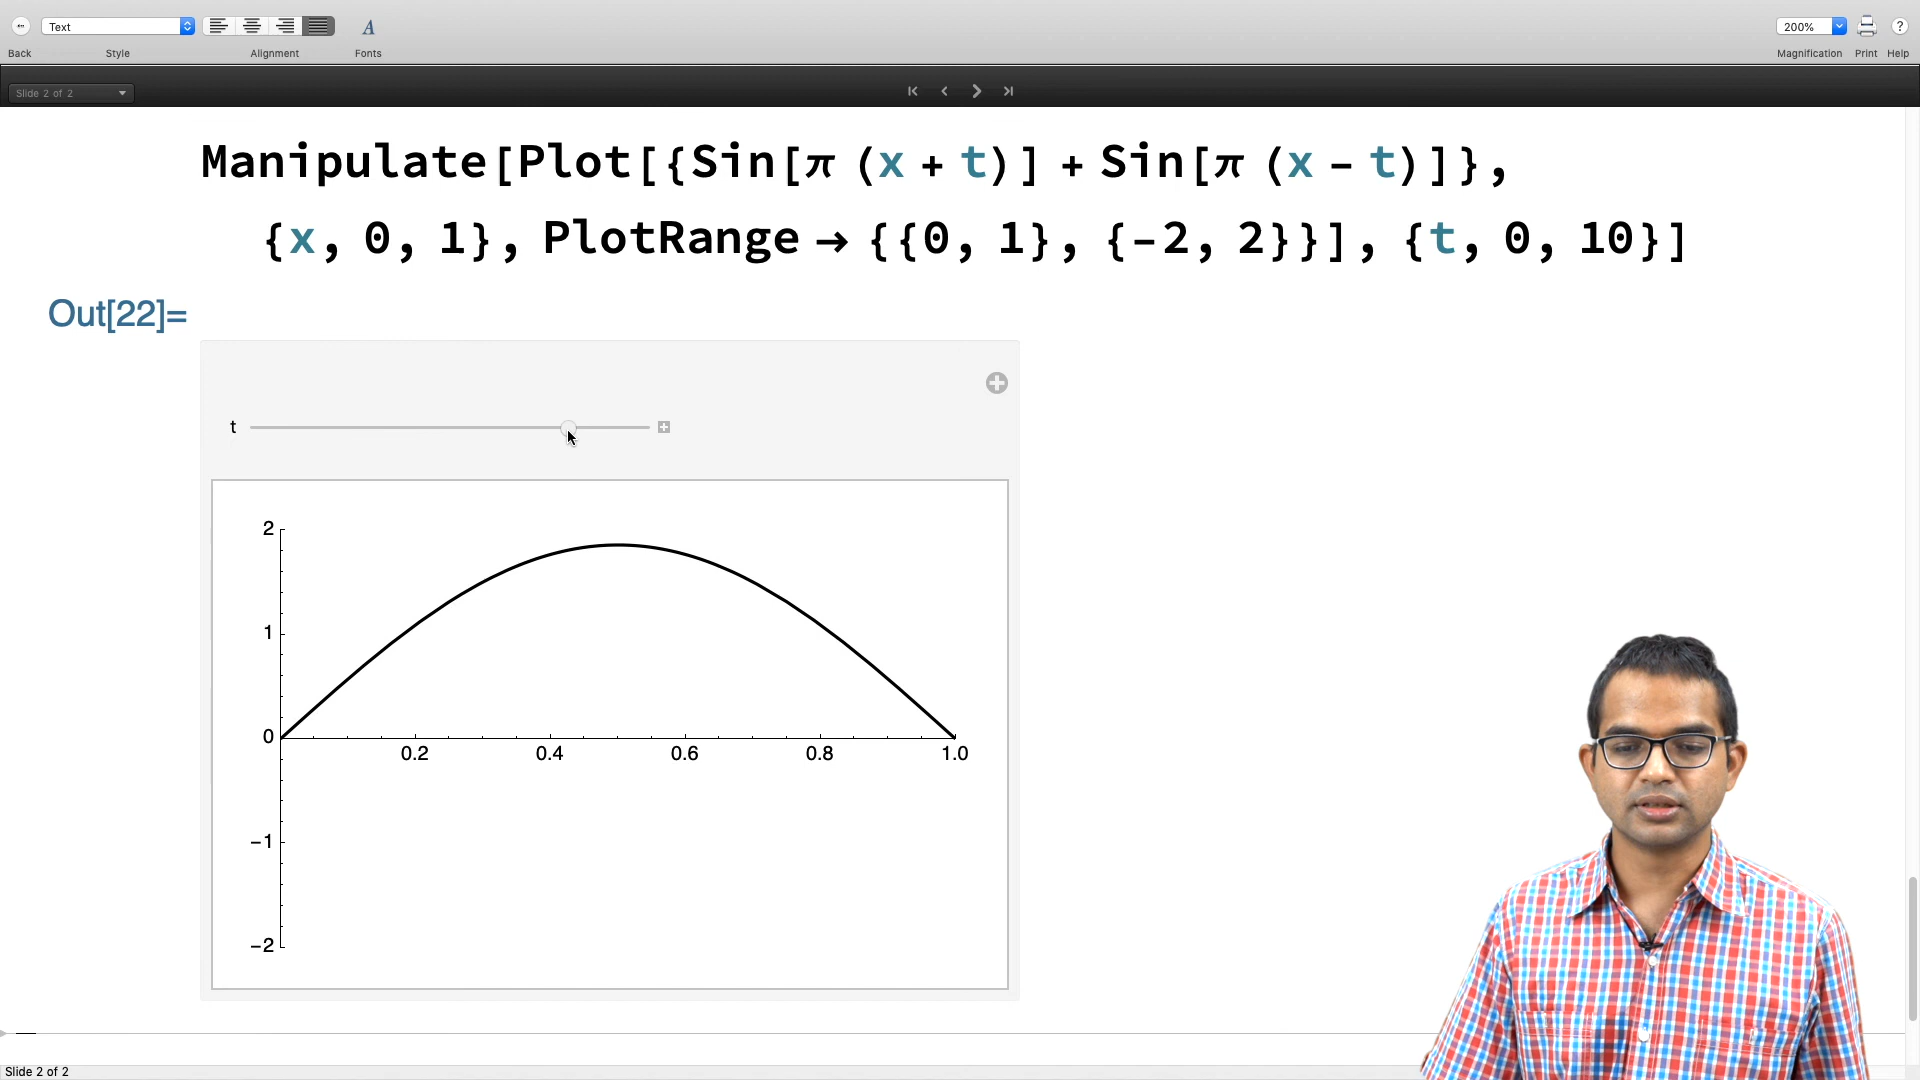 Text
200%
Back
Style
Alignment
Fonts
Magnification
Print
Help
Slide 2 of 2
Manipulate[Plot[{Sin[π (x + t)] + Sin[π (x - t)]},
{x, 0, 1}, PlotRange → {{0, 1}, {-2, 2}}], {t, 0, 10}]
Out[22]=
t
2
1
0
0.2 0.4 0.6 0.8 1.0
-1
-2
Slide 2 of 2